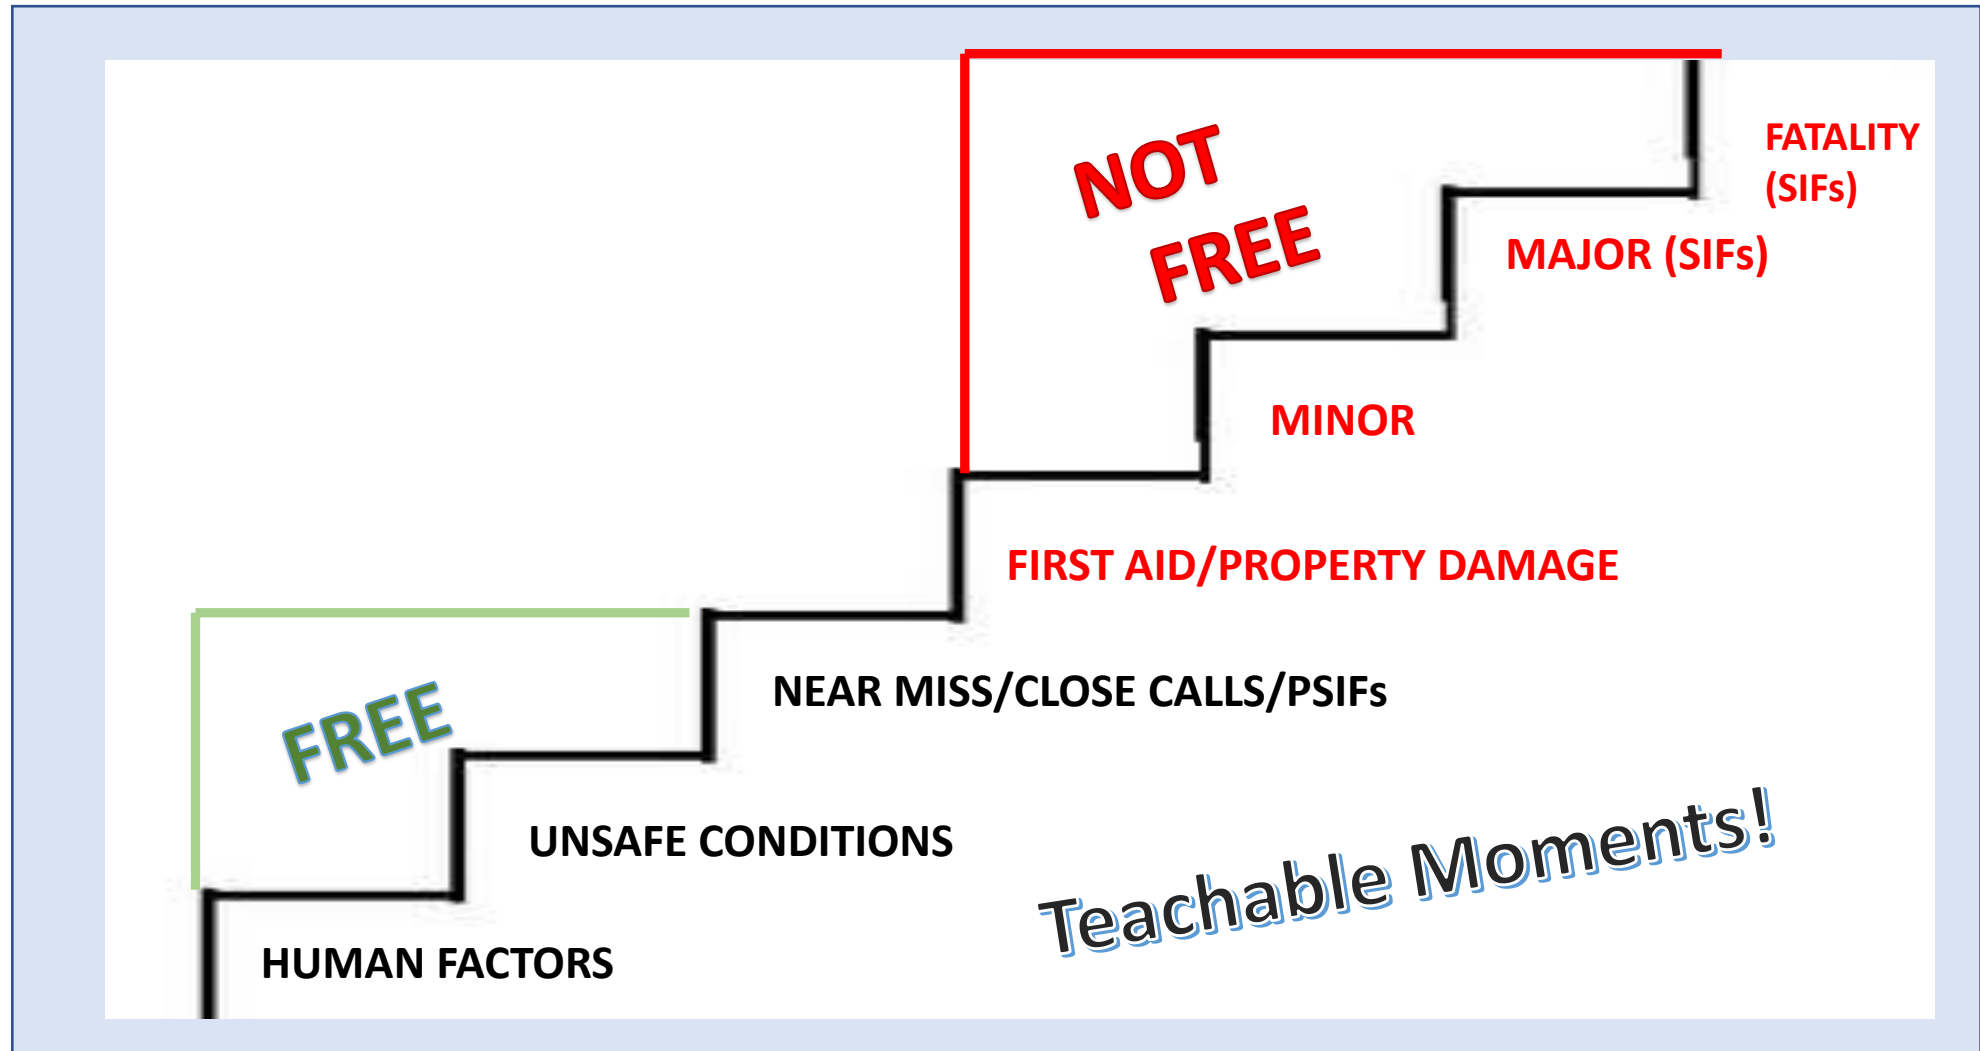 NOT
FREE
FATALITY
(SIFs)
MAJOR (SIFs)
MINOR
FIRST AID/PROPERTY DAMAGE
FREE
NEAR MISS/CLOSE CALLS/PSIFs
UNSAFE CONDITIONS
Teachable Moments!
HUMAN FACTORS